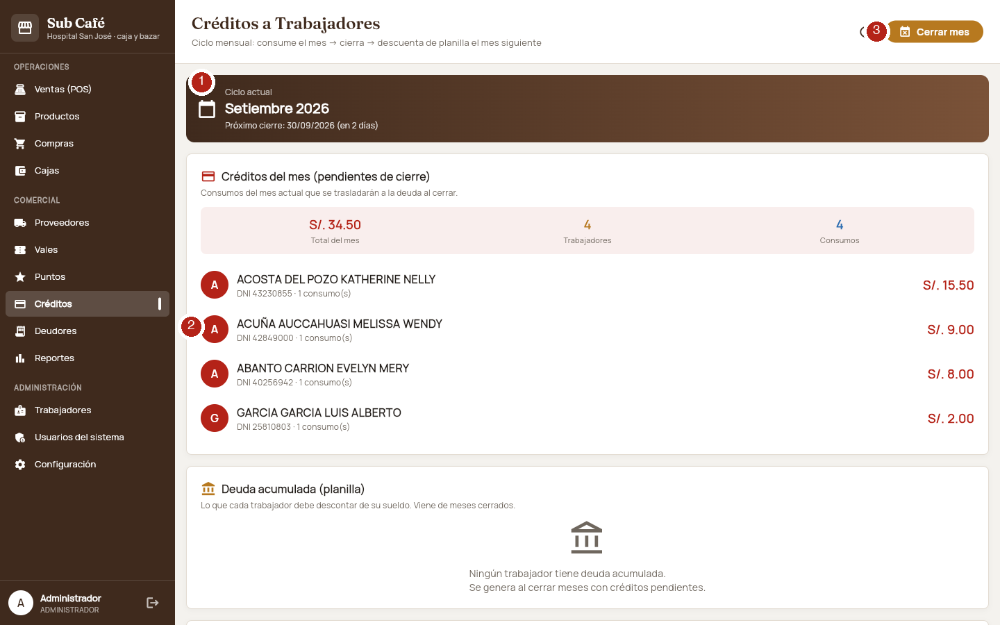 Sub Café
Hospital San José · caja y bazar
OPERACIONES
Ventas (POS)
Productos
Compras
Cajas
COMERCIAL
Proveedores
Vales
Puntos
Créditos
Deudores
Reportes
ADMINISTRACIÓN
Trabajadores
Usuarios del sistema
Configuración
A
Administrador
ADMINISTRADOR
Créditos a Trabajadores
Ciclo mensual: consume el mes → cierra → descuenta de planilla el mes siguiente
3
Cerrar mes
1
Ciclo actual
Setiembre 2026
Próximo cierre: 30/09/2026 (en 2 días)
Créditos del mes (pendientes de cierre)
Consumos del mes actual que se trasladarán a la deuda al cerrar.
S/. 34.50
Total del mes
4
Trabajadores
4
Consumos
A
ACOSTA DEL POZO KATHERINE NELLY
DNI 43230855 · 1 consumo(s)
S/. 15.50
2
A
ACUÑA AUCCAHUASI MELISSA WENDY
DNI 42849000 · 1 consumo(s)
S/. 9.00
A
ABANTO CARRION EVELYN MERY
DNI 40256942 · 1 consumo(s)
S/. 8.00
G
GARCIA GARCIA LUIS ALBERTO
DNI 25810803 · 1 consumo(s)
S/. 2.00
Deuda acumulada (planilla)
Lo que cada trabajador debe descontar de su sueldo. Viene de meses cerrados.
Ningún trabajador tiene deuda acumulada.
Se genera al cerrar meses con créditos pendientes.